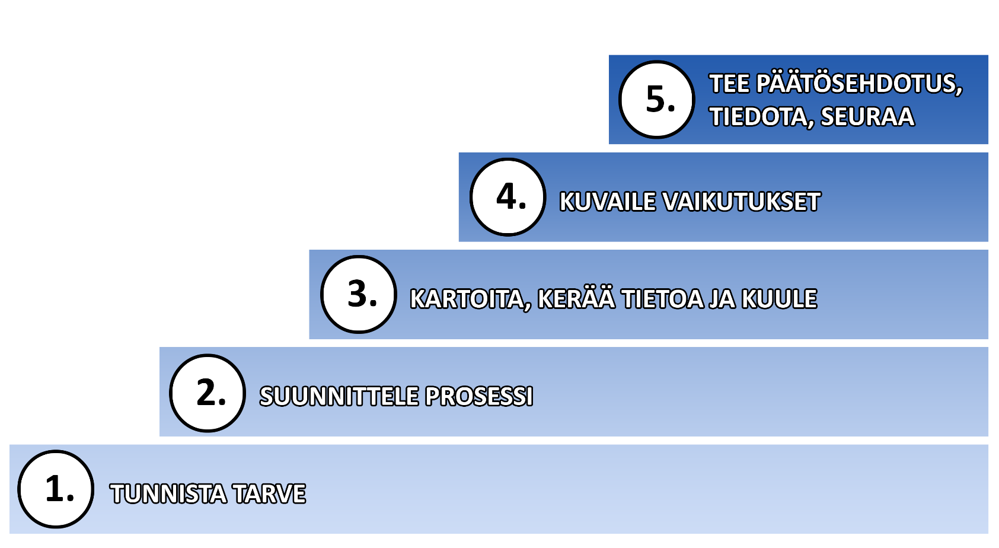 5. TEE PÄÄTÖSEHDOTUS,
TIEDOTA, SEURAA
4. KUVAILE VAIKUTUKSET
3. KARTOITA, KERÄÄ TIETOA JA KUULE
2. SUUNNITTELE PROSESSI
1. TUNNISTA TARVE